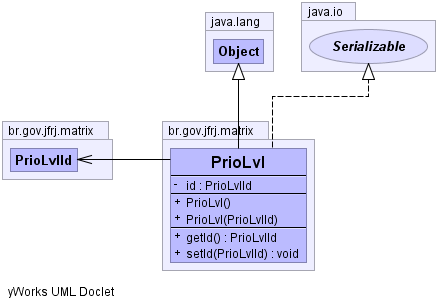 java.lang
java.io
Object
Serializable
br.gov.jfrj.matrix
br.gov.jfrj.matrix
PrioLvlId
PrioLvl
- id : PrioLvlId
+ PrioLvl()
+ PrioLvl(PrioLvlId)
+ getId() : PrioLvlId
+ setId(PrioLvlId) : void
yWorks UML Doclet